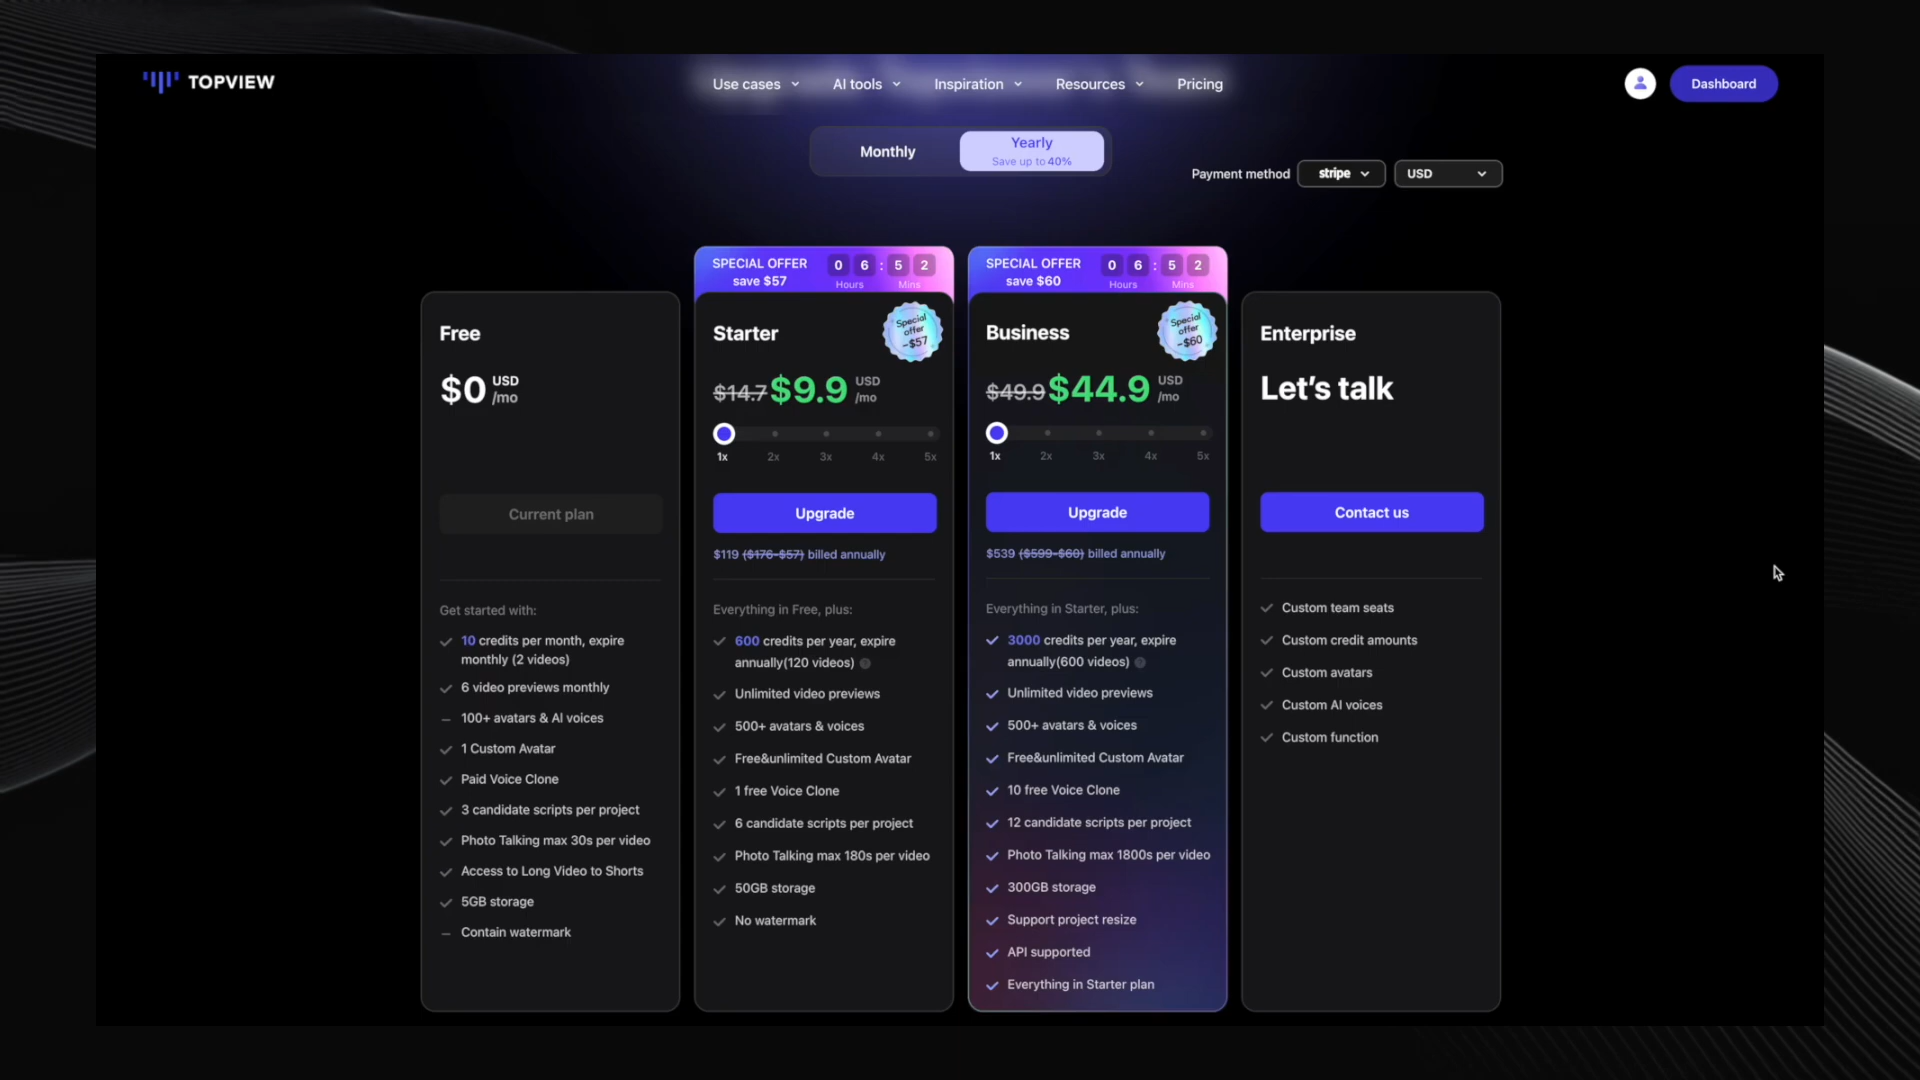 TOPVIEW
Use cases
AI tools
Inspiration
Resources
Pricing
Dashboard
Monthly
Yearly
Save up to 40%
Payment method
stripe
USD
Free
$0 USD
/mo
Current plan
Get started with:
10 credits per month, expire
monthly (2 videos)
6 video previews monthly
100+ avatars & AI voices
1 Custom Avatar
Paid Voice Clone
3 candidate scripts per project
Photo Talking max 30s per video
Access to Long Video to Shorts
5GB storage
Contain watermark
SPECIAL OFFER
save $57
0 6 : 5 2
Hours Mins
Starter
Special
offer
-$57
$14.7 $9.9 USD
/mo
1x 2x 3x 4x 5x
Upgrade
$119 ($176-$57) billed annually
Everything in Free, plus:
600 credits per year, expire
annually(120 videos) ?
Unlimited video previews
500+ avatars & voices
Free&unlimited Custom Avatar
1 free Voice Clone
6 candidate scripts per project
Photo Talking max 180s per video
50GB storage
No watermark
SPECIAL OFFER
save $60
0 6 : 5 2
Hours Mins
Business
Special
offer
-$60
$49.9 $44.9 USD
/mo
1x 2x 3x 4x 5x
Upgrade
$539 ($599-$60) billed annually
Everything in Starter, plus:
3000 credits per year, expire
annually(600 videos) ?
Unlimited video previews
500+ avatars & voices
Free&unlimited Custom Avatar
10 free Voice Clone
12 candidate scripts per project
Photo Talking max 1800s per video
300GB storage
Support project resize
API supported
Everything in Starter plan
Enterprise
Let's talk
Contact us
Custom team seats
Custom credit amounts
Custom avatars
Custom AI voices
Custom function